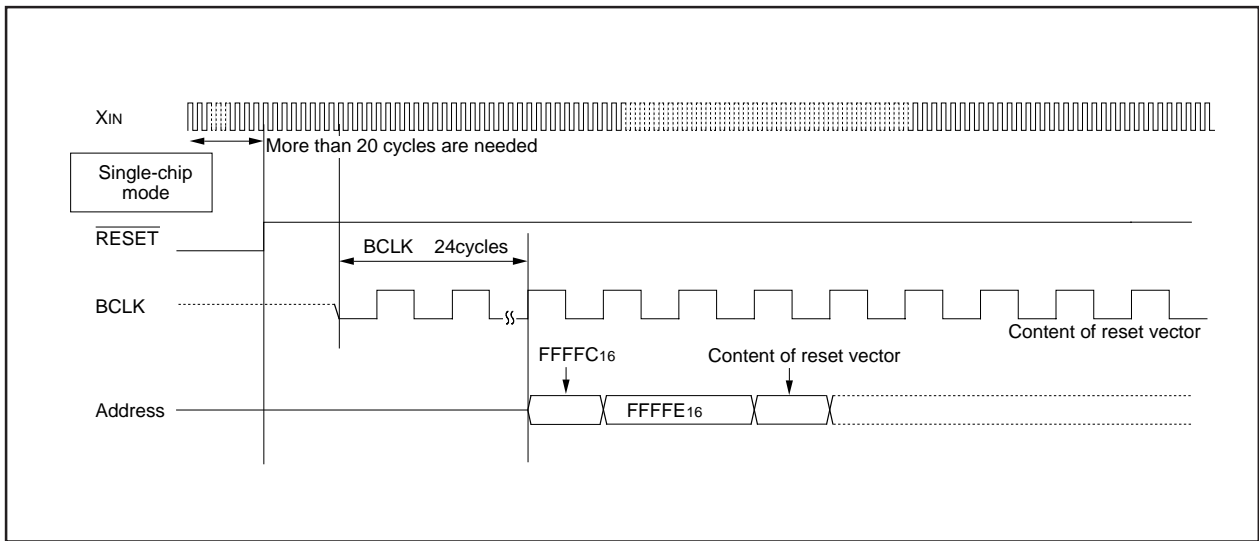 XIN
More than 20 cycles are needed
Single-chip
mode
RESET
BCLK 24cycles
BCLK
Content of reset vector
FFFFC16
Content of reset vector
Address
FFFFE16